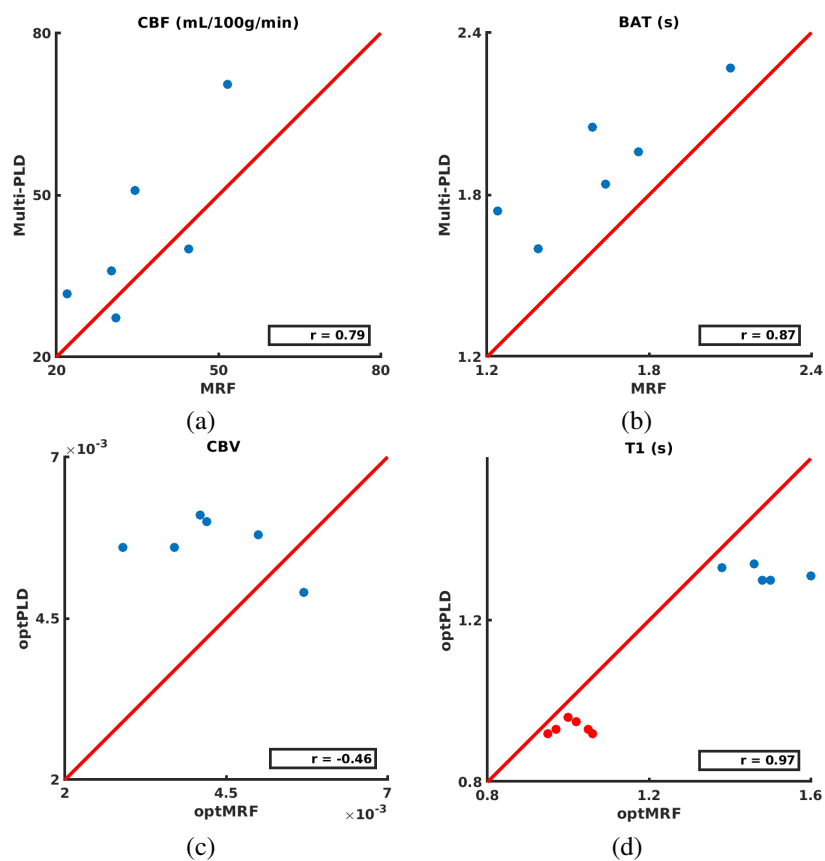 CBF (mL/100g/min)
80
50
20
Multi-PLD
r = 0.79
20 50 80
MRF
(a)
BAT (s)
2.4
1.8
1.2
Multi-PLD
r = 0.87
1.2 1.8 2.4
MRF
(b)
CBV
×10⁻³
7
4.5
2
optPLD
r = -0.46
2 4.5 7
optMRF
×10⁻³
(c)
T1 (s)
1.2
0.8
optPLD
r = 0.97
0.8 1.2 1.6
optMRF
(d)